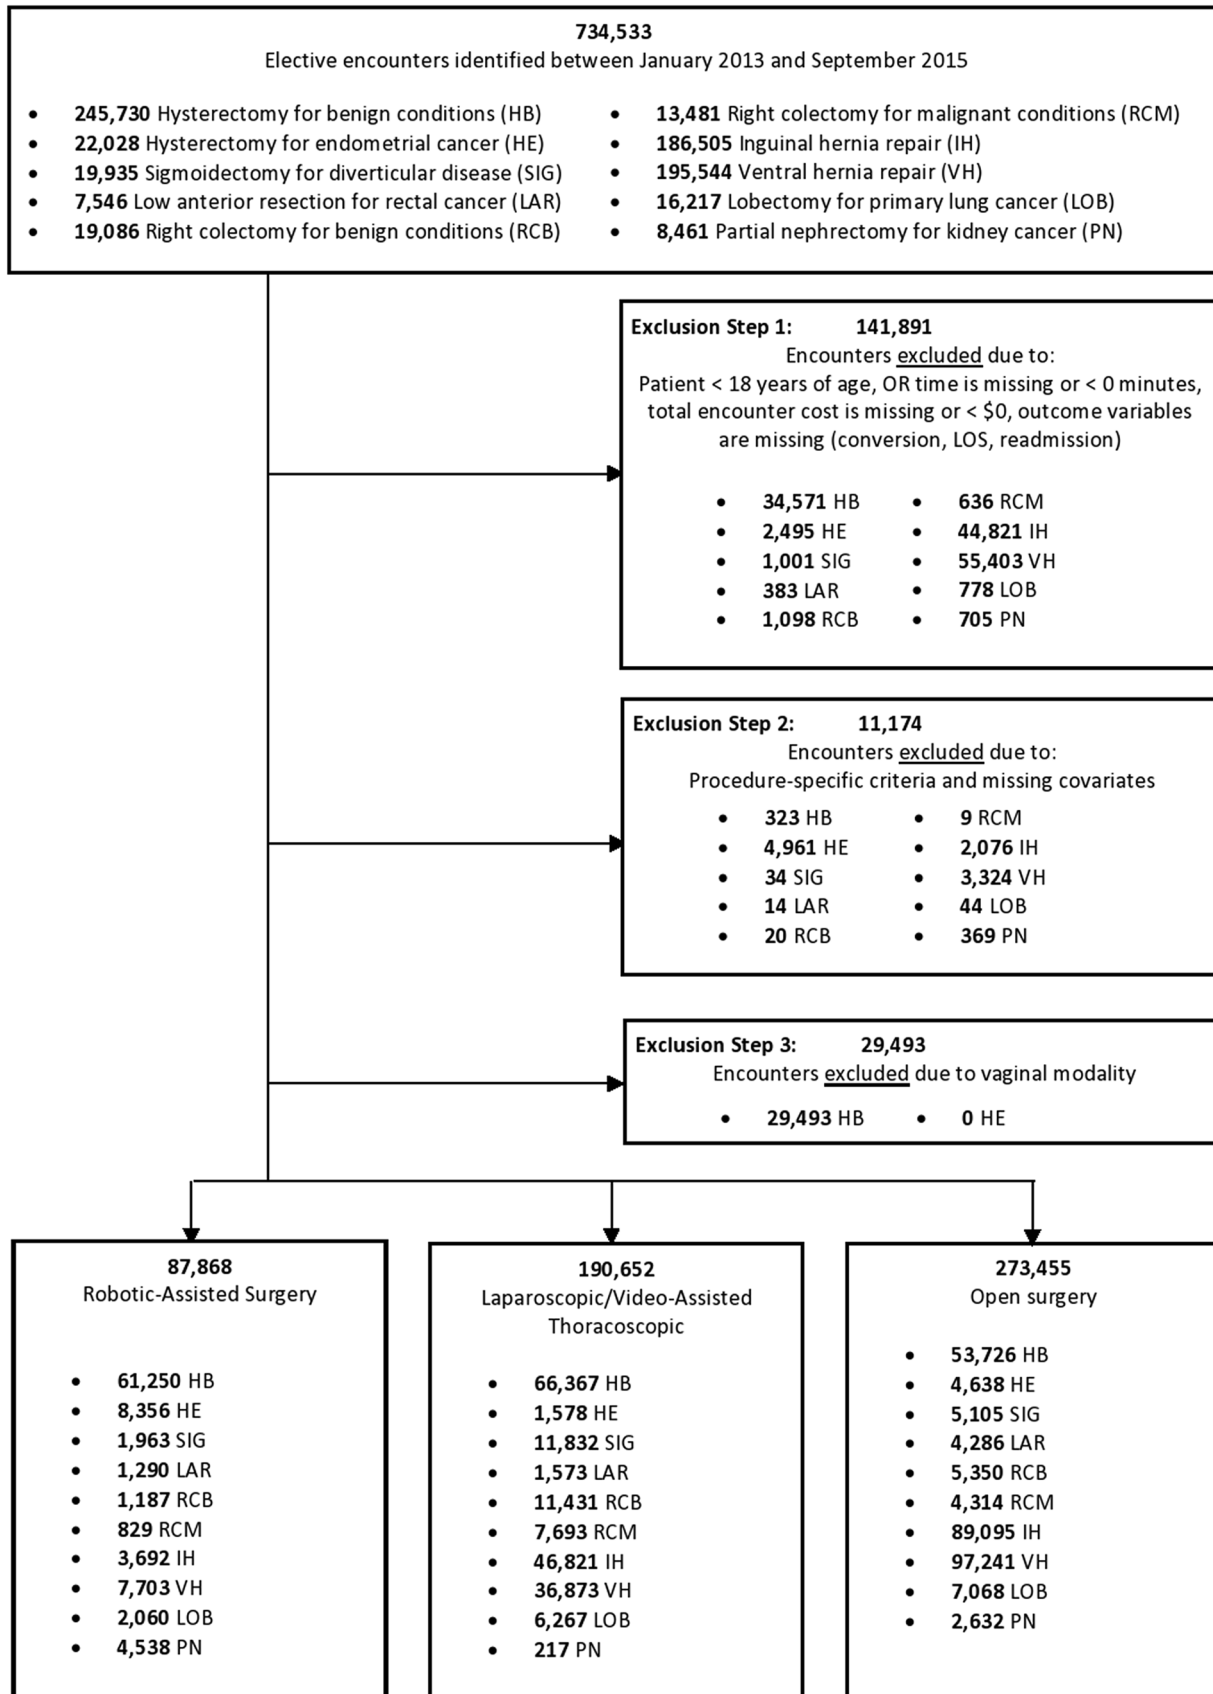 734,533
Elective encounters identified between January 2013 and September 2015
• 245,730 Hysterectomy for benign conditions (HB)
• 22,028 Hysterectomy for endometrial cancer (HE)
• 19,935 Sigmoidectomy for diverticular disease (SIG)
• 7,546 Low anterior resection for rectal cancer (LAR)
• 19,086 Right colectomy for benign conditions (RCB)
• 13,481 Right colectomy for malignant conditions (RCM)
• 186,505 Inguinal hernia repair (IH)
• 195,544 Ventral hernia repair (VH)
• 16,217 Lobectomy for primary lung cancer (LOB)
• 8,461 Partial nephrectomy for kidney cancer (PN)
Exclusion Step 1: 141,891
Encounters excluded due to:
Patient < 18 years of age, OR time is missing or < 0 minutes,
total encounter cost is missing or < $0, outcome variables
are missing (conversion, LOS, readmission)
• 34,571 HB
• 2,495 HE
• 1,001 SIG
• 383 LAR
• 1,098 RCB
• 636 RCM
• 44,821 IH
• 55,403 VH
• 778 LOB
• 705 PN
Exclusion Step 2: 11,174
Encounters excluded due to:
Procedure-specific criteria and missing covariates
• 323 HB
• 4,961 HE
• 34 SIG
• 14 LAR
• 20 RCB
• 9 RCM
• 2,076 IH
• 3,324 VH
• 44 LOB
• 369 PN
Exclusion Step 3: 29,493
Encounters excluded due to vaginal modality
• 29,493 HB
• 0 HE
87,868
Robotic-Assisted Surgery
• 61,250 HB
• 8,356 HE
• 1,963 SIG
• 1,290 LAR
• 1,187 RCB
• 829 RCM
• 3,692 IH
• 7,703 VH
• 2,060 LOB
• 4,538 PN
190,652
Laparoscopic/Video-Assisted
Thoracoscopic
• 66,367 HB
• 1,578 HE
• 11,832 SIG
• 1,573 LAR
• 11,431 RCB
• 7,693 RCM
• 46,821 IH
• 36,873 VH
• 6,267 LOB
• 217 PN
273,455
Open surgery
• 53,726 HB
• 4,638 HE
• 5,105 SIG
• 4,286 LAR
• 5,350 RCB
• 4,314 RCM
• 89,095 IH
• 97,241 VH
• 7,068 LOB
• 2,632 PN